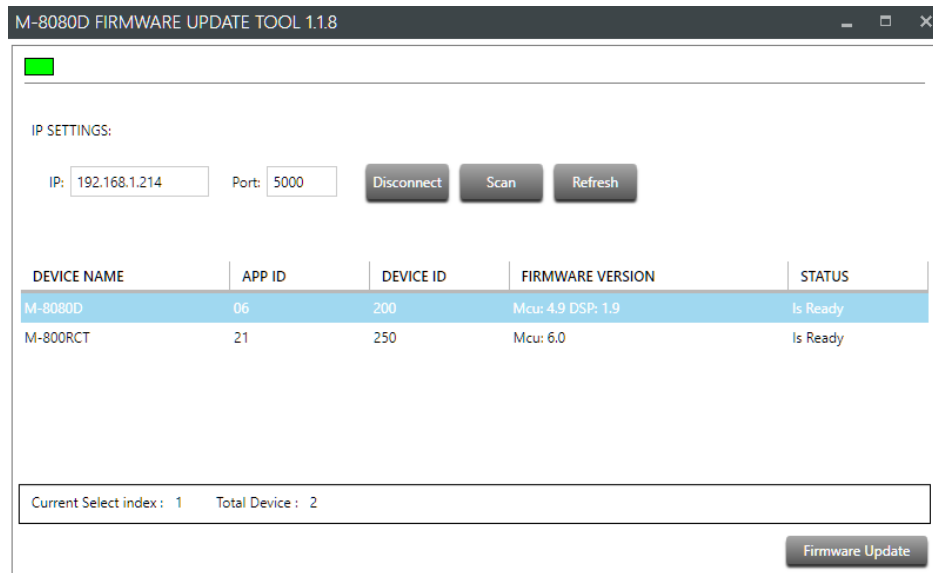 M-8080D FIRMWARE UPDATE TOOL 1.1.8
IP SETTINGS:
IP: 192.168.1.214 Port: 5000 Disconnect Scan Refresh
DEVICE NAME APP ID DEVICE ID FIRMWARE VERSION STATUS
M-8080D 06 200 Mcu: 4.9 DSP: 1.9 Is Ready
M-800RCT 21 250 Mcu: 6.0 Is Ready
Current Select index : 1 Total Device : 2
Firmware Update